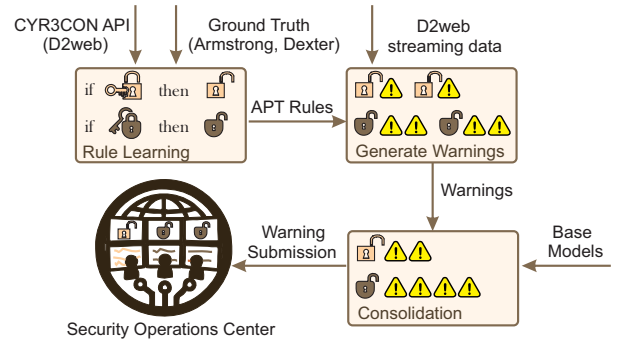 CYR3CON API
(D2web)
Ground Truth
(Armstrong, Dexter)
D2web
streaming data
if then
if then
Rule Learning
APT Rules
Generate Warnings
Warnings
Warning
Submission
Base
Models
Consolidation
Security Operations Center